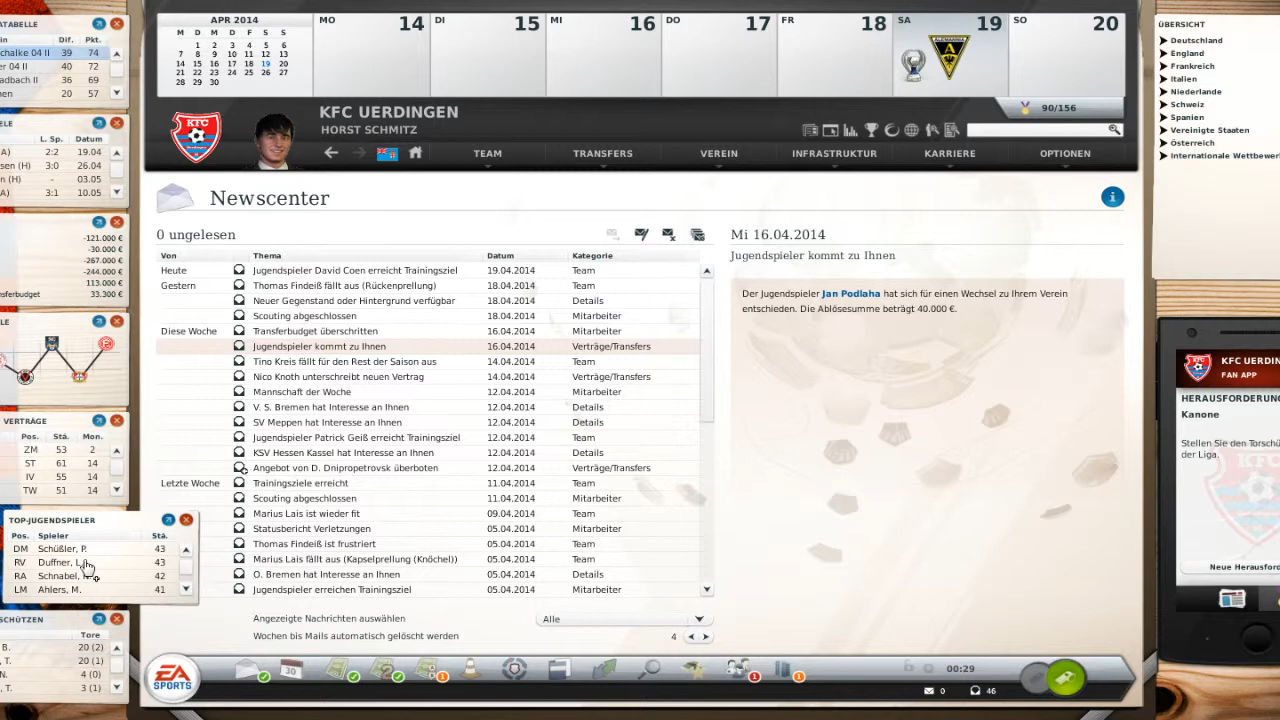 ATABELLE
in Dif. Pkt.
chalke 04 II 39 74
er 04 II 40 72
adbach II 36 69
nen 20 57
ELE
L. Sp. Datum
A) 2:2 19.04
sen (H) 3:0 26.04
n (H) - 03.05
A) 3:1 10.05
-121.000 €
-30.000 €
-267.000 €
-244.000 €
113.000 €
nsferbudget 33.300 €
ELE
VERTRÄGE
Pos. Stä. Mon.
ZM 53 2
ST 61 14
IV 55 14
TW 51 14
TOP-JUGENDSPIELER
Pos. Spieler Stä.
DM Schüßler, P. 43
RV Duffner, 43
RA Schnabel, 42
LM Ahlers, M. 41
SCHÜTZEN
Tore
B. 20 (2)
, T. 20 (1)
4 (0)
, T. 3 (1)
APR 2014
M D M D F S S
1 2 3 4 5 6
7 8 9 10 11 12 13
14 15 16 17 18 19 20
21 22 23 24 25 26 27
28 29 30
MO 14
DI 15
MI 16
DO 17
FR 18
SA 19
SO 20
ALEMANNIA
KFC
KFC UERDINGEN
HORST SCHMITZ
90/156
TEAM TRANSFERS VEREIN INFRASTRUKTUR KARRIERE OPTIONEN
Newscenter
i
0 ungelesen
Von Thema Datum Kategorie
Heute Jugendspieler David Coen erreicht Trainingsziel 19.04.2014 Team
Gestern Thomas Findeiß fällt aus (Rückenprellung) 18.04.2014 Team
Neuer Gegenstand oder Hintergrund verfügbar 18.04.2014 Details
Scouting abgeschlossen 18.04.2014 Mitarbeiter
Diese Woche Transferbudget überschritten 16.04.2014 Mitarbeiter
Jugendspieler kommt zu Ihnen 16.04.2014 Verträge/Transfers
Tino Kreis fällt für den Rest der Saison aus 14.04.2014 Team
Nico Knoth unterschreibt neuen Vertrag 14.04.2014 Verträge/Transfers
Mannschaft der Woche 12.04.2014 Mitarbeiter
V. S. Bremen hat Interesse an Ihnen 12.04.2014 Details
SV Meppen hat Interesse an Ihnen 12.04.2014 Details
Jugendspieler Patrick Geiß erreicht Trainingsziel 12.04.2014 Team
KSV Hessen Kassel hat Interesse an Ihnen 12.04.2014 Details
Angebot von D. Dnipropetrovsk überboten 12.04.2014 Verträge/Transfers
Letzte Woche Trainingsziele erreicht 11.04.2014 Team
Scouting abgeschlossen 11.04.2014 Mitarbeiter
Marius Lais ist wieder fit 09.04.2014 Team
Statusbericht Verletzungen 05.04.2014 Mitarbeiter
Thomas Findeiß ist frustriert 05.04.2014 Team
Marius Lais fällt aus (Kapselprellung (Knöchel)) 05.04.2014 Team
O. Bremen hat Interesse an Ihnen 05.04.2014 Details
Jugendspieler erreichen Trainingsziel 05.04.2014 Mitarbeiter
Angezeigte Nachrichten auswählen Alle
Wochen bis Mails automatisch gelöscht werden 4
Mi 16.04.2014
Jugendspieler kommt zu Ihnen
Der Jugendspieler Jan Podlaha hat sich für einen Wechsel zu Ihrem Verein
entschieden. Die Ablösesumme beträgt 40.000 €.
EA
SPORTS
30
1
1
1
00:29
0 46
ÜBERSICHT
Deutschland
England
Frankreich
Italien
Niederlande
Schweiz
Spanien
Vereinigte Staaten
Österreich
Internationale Wettbewer
KFC UERDIN
FAN APP
HERAUSFORDERUN
Kanone
Stellen Sie den Torschü
der Liga.
Neue Herausford